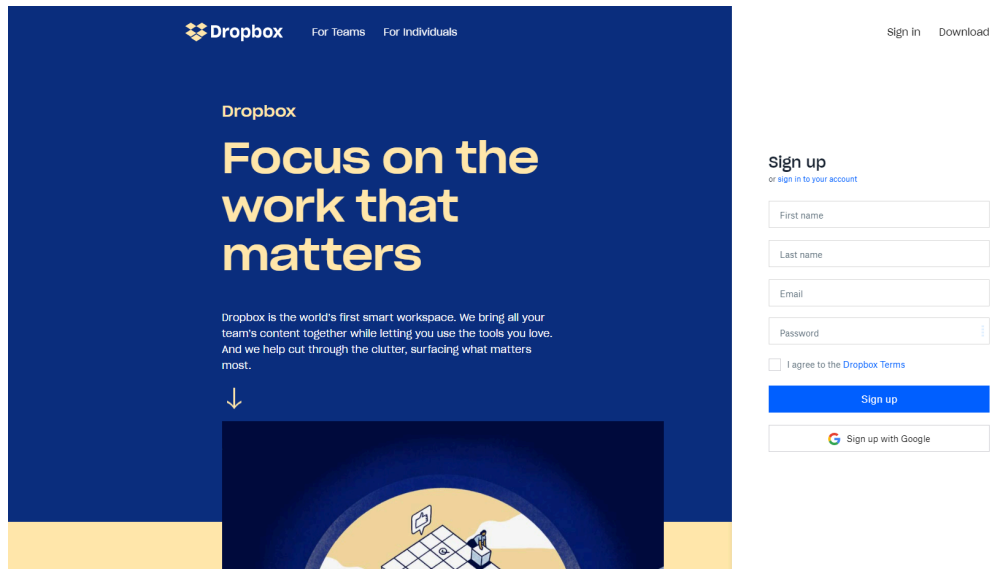 Dropbox For Teams For Individuals
Sign in Download
Dropbox
Focus on the
work that
matters
Dropbox is the world's first smart workspace. We bring all your
team's content together while letting you use the tools you love.
And we help cut through the clutter, surfacing what matters
most.
Sign up
or sign in to your account
First name
Last name
Email
Password
I agree to the Dropbox Terms
Sign up
Sign up with Google